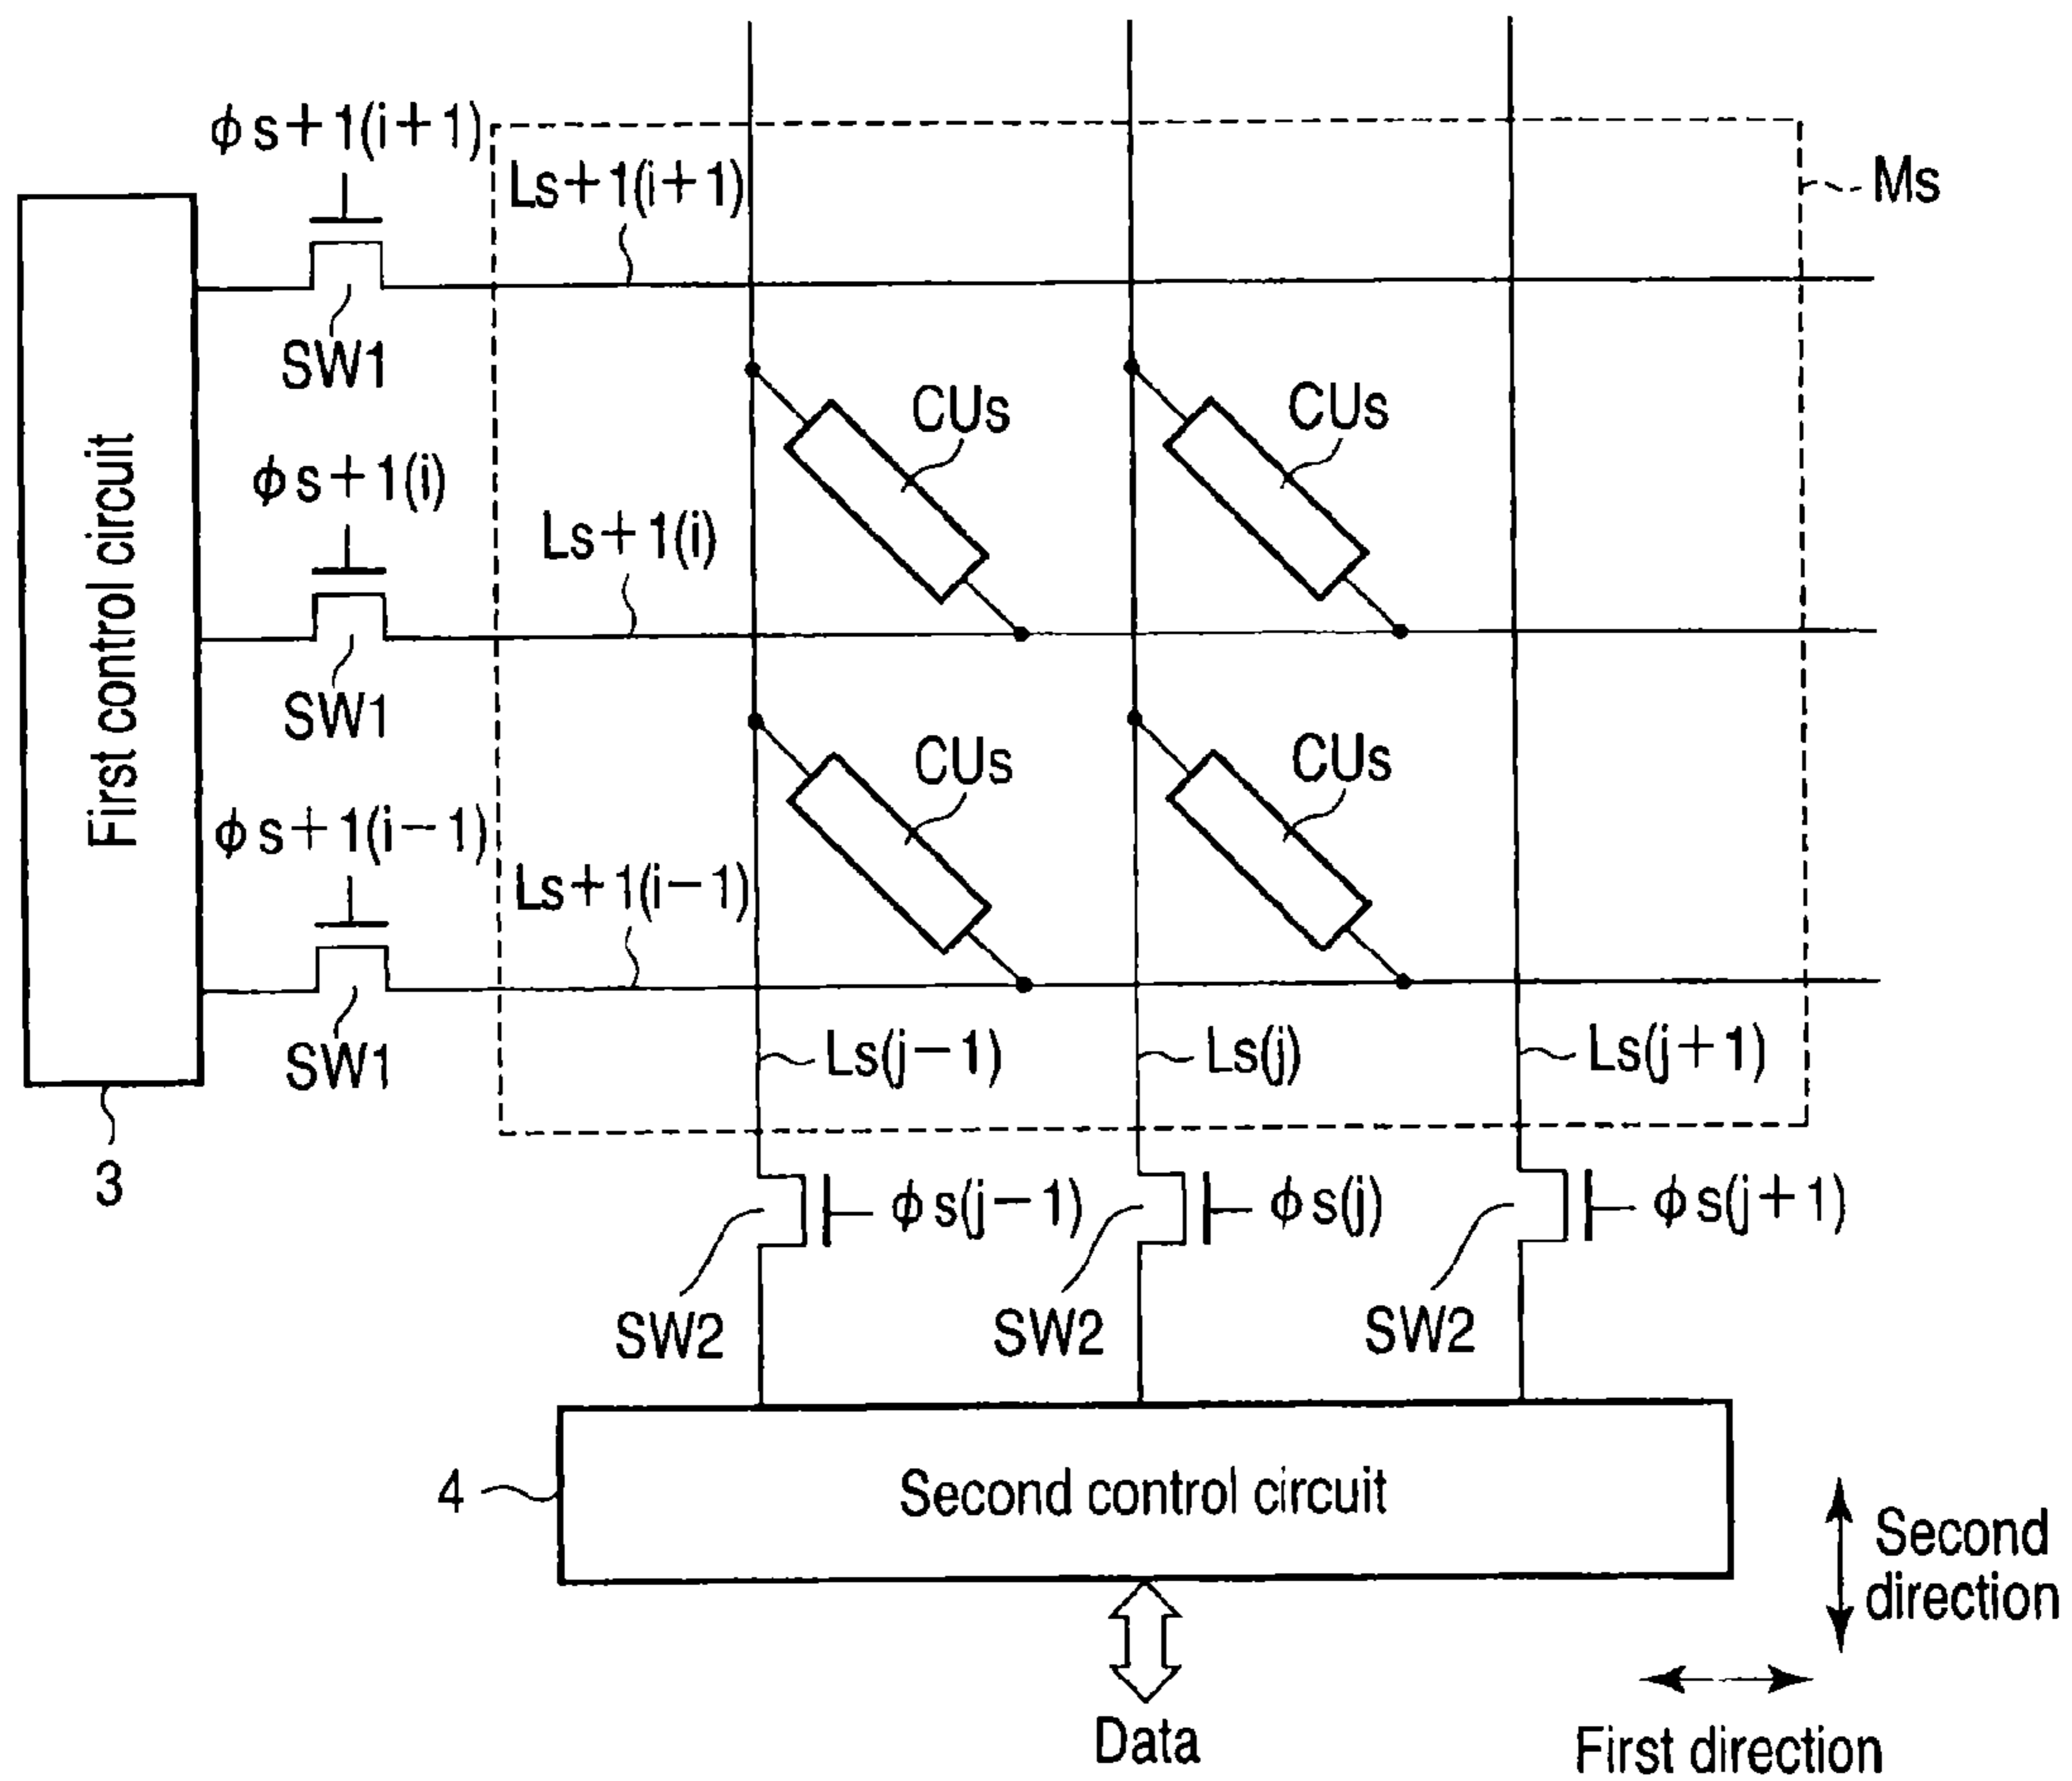 ϕs+1(i+1)
Ls+1(i+1)
Ms
SW1
CUs
CUs
First control circuit
ϕs+1(i)
Ls+1(i)
SW1
CUs
CUs
ϕs+1(i−1)
Ls+1(i−1)
SW1
Ls(j−1)
Ls(j)
Ls(j+1)
3
ϕs(j−1)
ϕs(j)
ϕs(j+1)
SW2
SW2
SW2
4
Second control circuit
Second
direction
Data
First direction